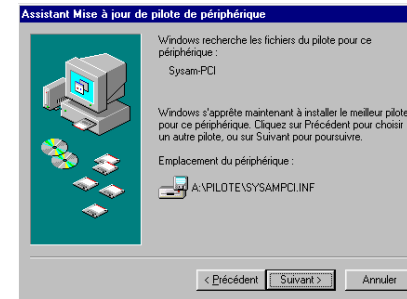 Assistant Mise à jour de pilote de périphérique
Windows recherche les fichiers du pilote pour ce
périphérique :
Sysam-PCI
Windows s'apprête maintenant à installer le meilleur pilote
pour ce périphérique. Cliquez sur Précédent pour choisir
un autre pilote, ou sur Suivant pour poursuivre.
Emplacement du périphérique :
A:\PILOTE\SYSAMPCI.INF
< Précédent Suivant > Annuler